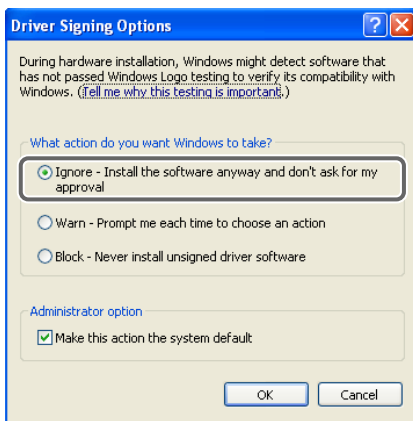 Driver Signing Options
During hardware installation, Windows might detect software that
has not passed Windows Logo testing to verify its compatibility with
Windows. (Tell me why this testing is important.)
What action do you want Windows to take?
Ignore - Install the software anyway and don't ask for my
approval
Warn - Prompt me each time to choose an action
Block - Never install unsigned driver software
Administrator option
Make this action the system default
OK Cancel